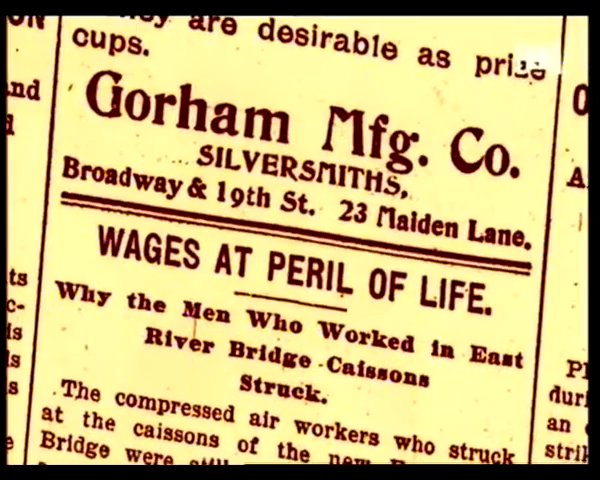 are desirable as prize
cups.
Gorham Mfg. Co.
SILVERSMITHS,
Broadway & 19th St. 23 Maiden Lane.
WAGES AT PERIL OF LIFE.
Why the Men Who Worked in East
River Bridge Caissons
Struck.
The compressed air workers who struck
at the caissons of the new
Bridge were still